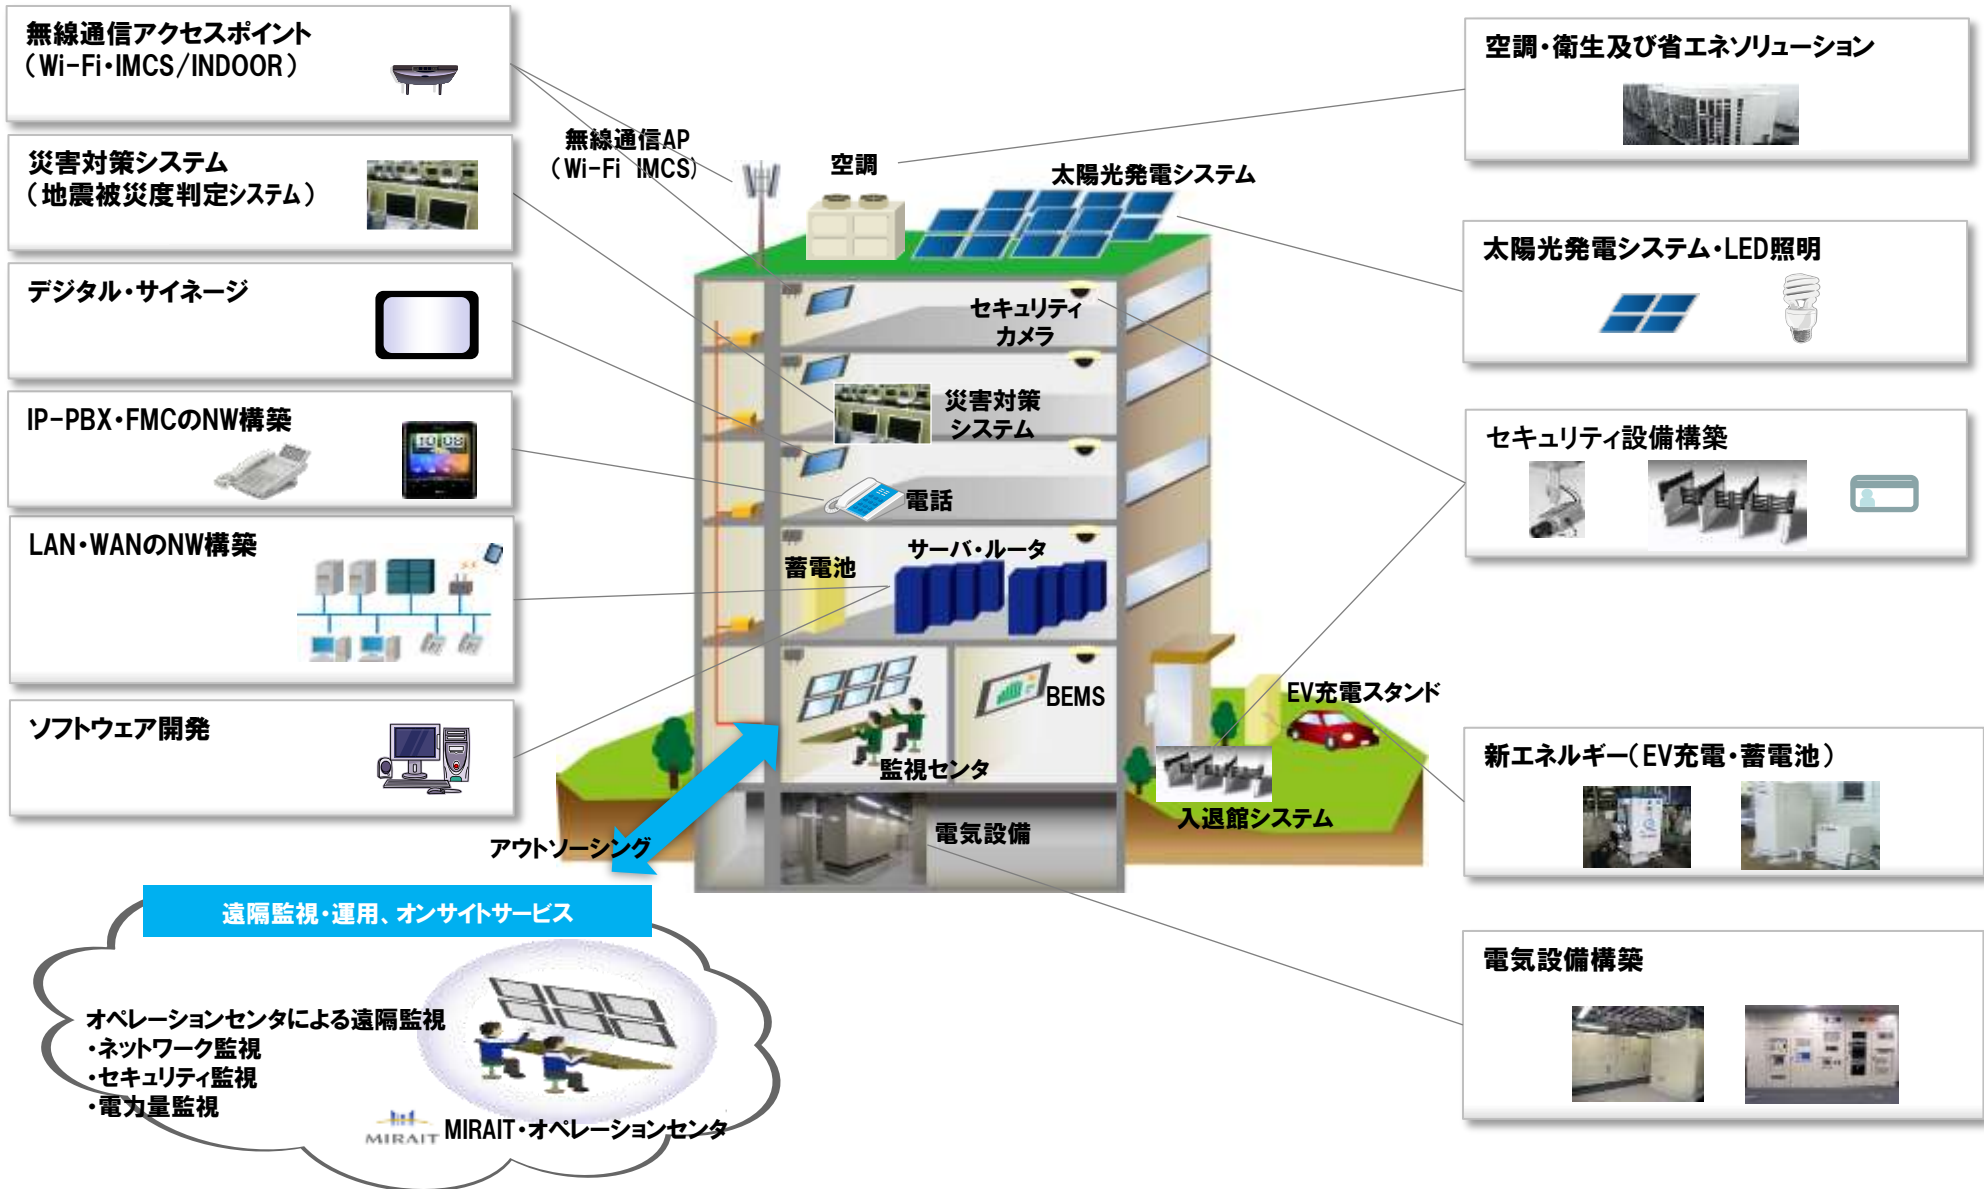 無線通信アクセスポイント
（Wi-Fi・IMCS/INDOOR）
災害対策システム
（地震被災度判定システム）
デジタル・サイネージ
IP-PBX・FMCのNW構築
10:08
LAN・WANのNW構築
ソフトウェア開発
無線通信AP
（Wi-Fi IMCS）
空調
太陽光発電システム
セキュリティ
カメラ
災害対策
システム
電話
サーバ・ルータ
蓄電池
BEMS
監視センタ
電気設備
EV充電スタンド
入退館システム
アウトソーシング
空調・衛生及び省エネソリューション
太陽光発電システム・LED照明
セキュリティ設備構築
新エネルギー（EV充電・蓄電池）
電気設備構築
遠隔監視・運用、オンサイトサービス
オペレーションセンタによる遠隔監視
・ネットワーク監視
・セキュリティ監視
・電力量監視
MIRAIT
MIRAIT・オペレーションセンタ